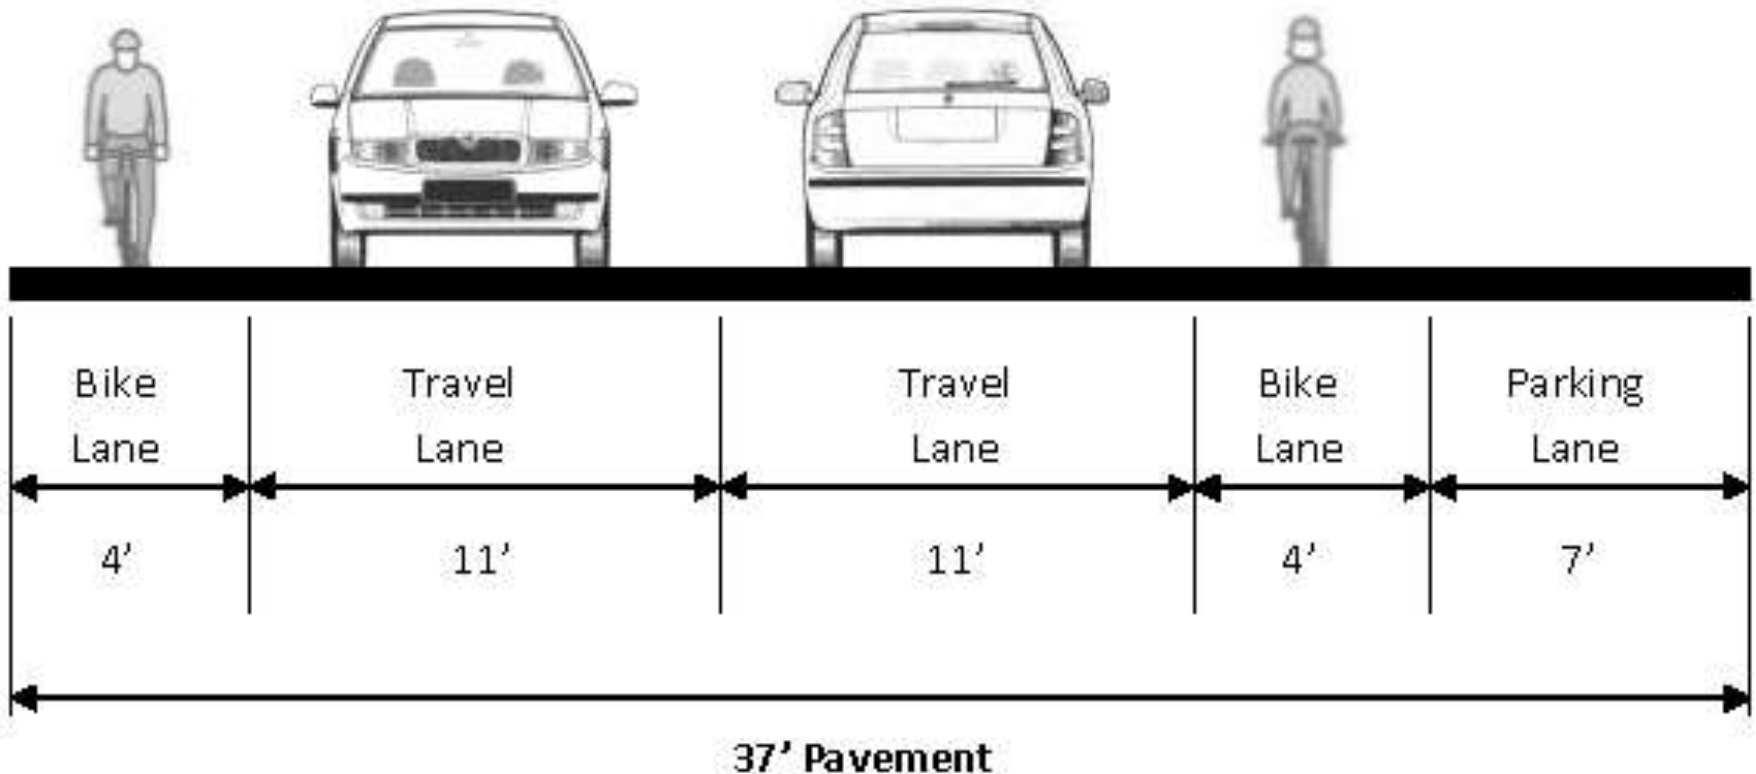 Bike
Lane
Travel
Lane
Travel
Lane
Bike
Lane
Parking
Lane
4’
11’
11’
4’
7’
37’ Pavement